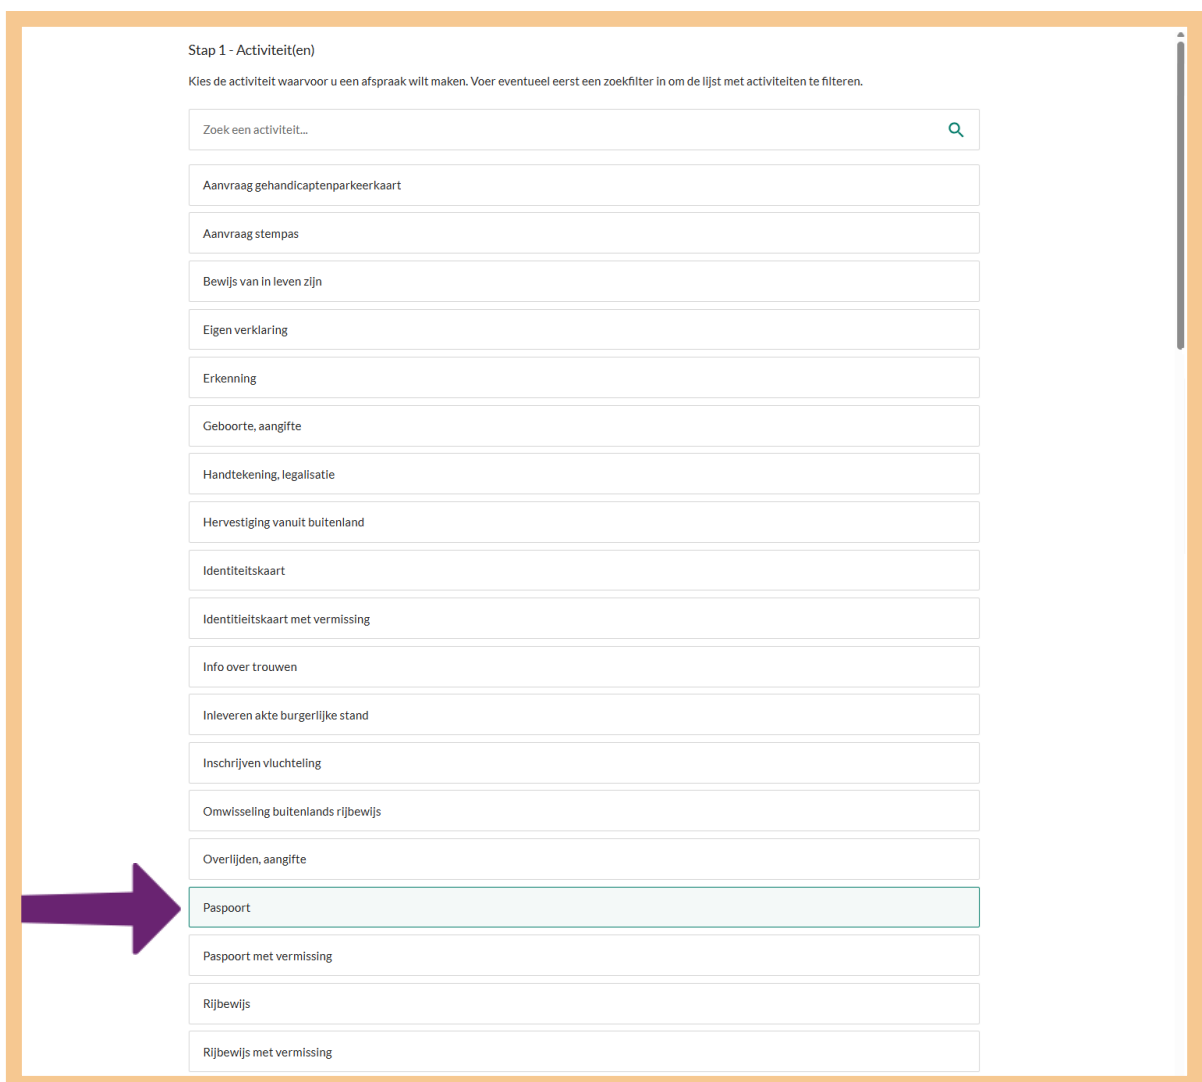 Stap 1 - Activiteit(en)
Kies de activiteit waarvoor u een afspraak wilt maken. Voer eventueel eerst een zoekfilter in om de lijst met activiteiten te filteren.
Zoek een activiteit...
Aanvraag gehandicaptenparkeerkaart
Aanvraag stempas
Bewijs van in leven zijn
Eigen verklaring
Erkenning
Geboorte, aangifte
Handtekening, legalisatie
Hervestiging vanuit buitenland
Identiteitskaart
Identitieitskaart met vermissing
Info over trouwen
Inleveren akte burgerlijke stand
Inschrijven vluchteling
Omwisseling buitenlands rijbewijs
Overlijden, aangifte
Paspoort
Paspoort met vermissing
Rijbewijs
Rijbewijs met vermissing